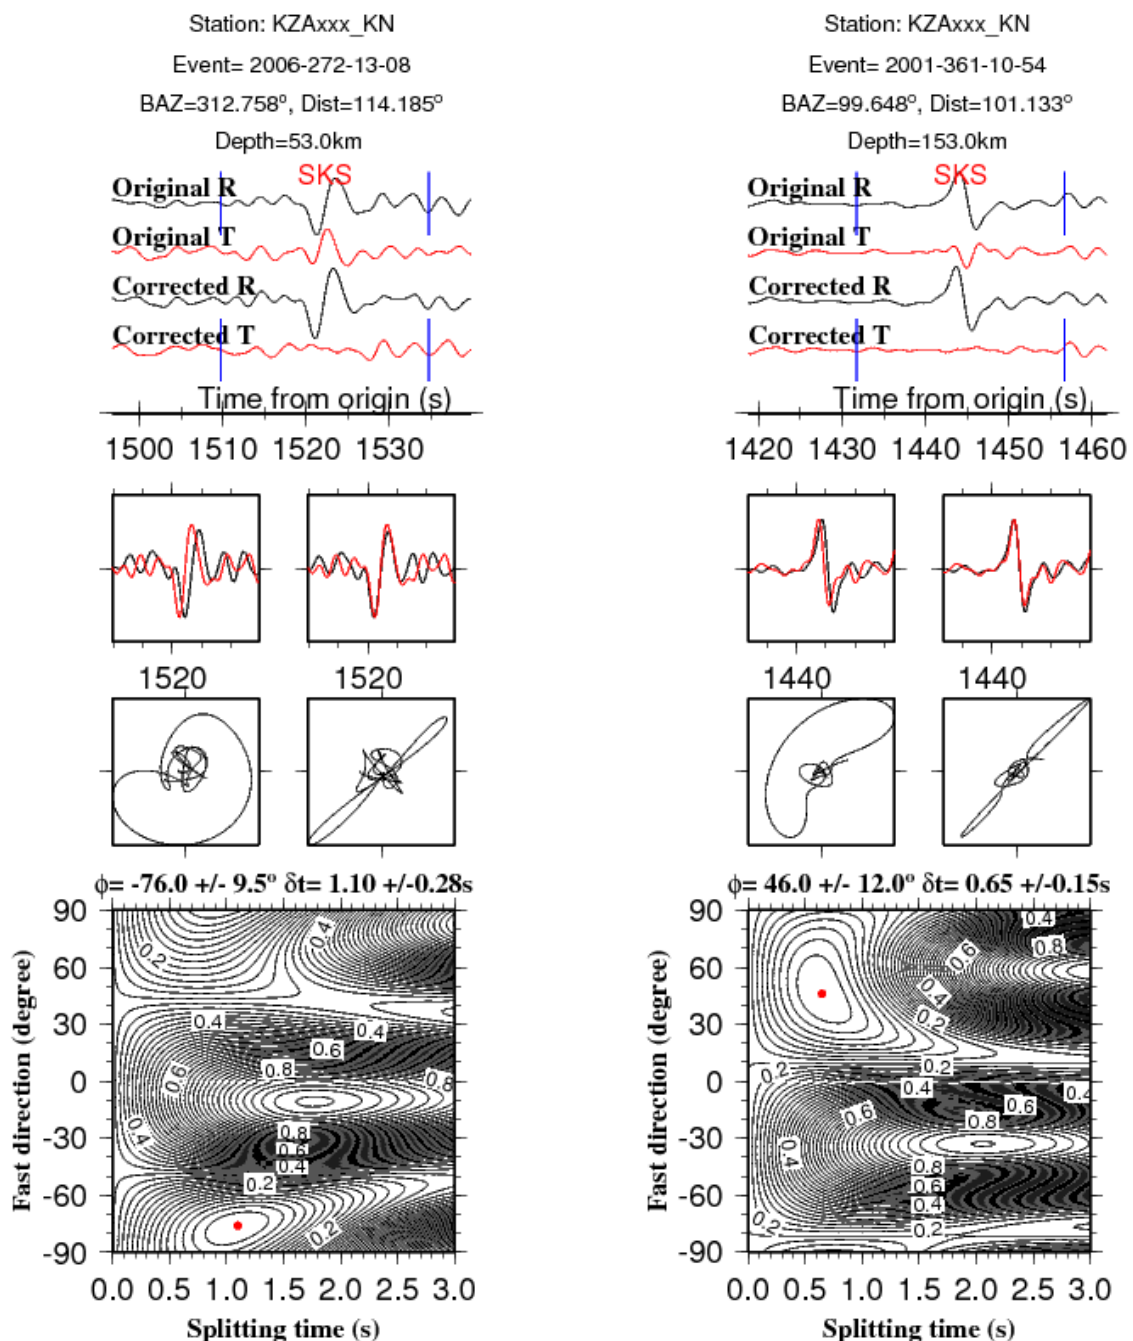 Station: KZAxxx_KN
Event= 2006-272-13-08
BAZ=312.758º, Dist=114.185º
Depth=53.0km
SKS
Original R
Original T
Corrected R
Corrected T
Time from origin (s)
1500 1510 1520 1530
1520 1520
ϕ= -76.0 +/- 9.5º δt= 1.10 +/-0.28s
Fast direction (degree)
90
60
30
0
-30
-60
-90
0.2 0.4
0.4 0.4
0.6 0.6
0.8 0.8
0.4
0.8
0.6
0.4
0.2
0.2
0.0 0.5 1.0 1.5 2.0 2.5 3.0
Splitting time (s)
Station: KZAxxx_KN
Event= 2001-361-10-54
BAZ=99.648º, Dist=101.133º
Depth=153.0km
SKS
Original R
Original T
Corrected R
Corrected T
Time from origin (s)
1420 1430 1440 1450 1460
1440 1440
ϕ= 46.0 +/- 12.0º δt= 0.65 +/-0.15s
Fast direction (degree)
90
60
30
0
-30
-60
-90
0.4
0.6 0.8
0.4
0.2
0.2 0.2
0.4 0.4
0.6 0.6
0.8
0.4 0.8
0.6
0.4
0.2 0.2
0.0 0.5 1.0 1.5 2.0 2.5 3.0
Splitting time (s)